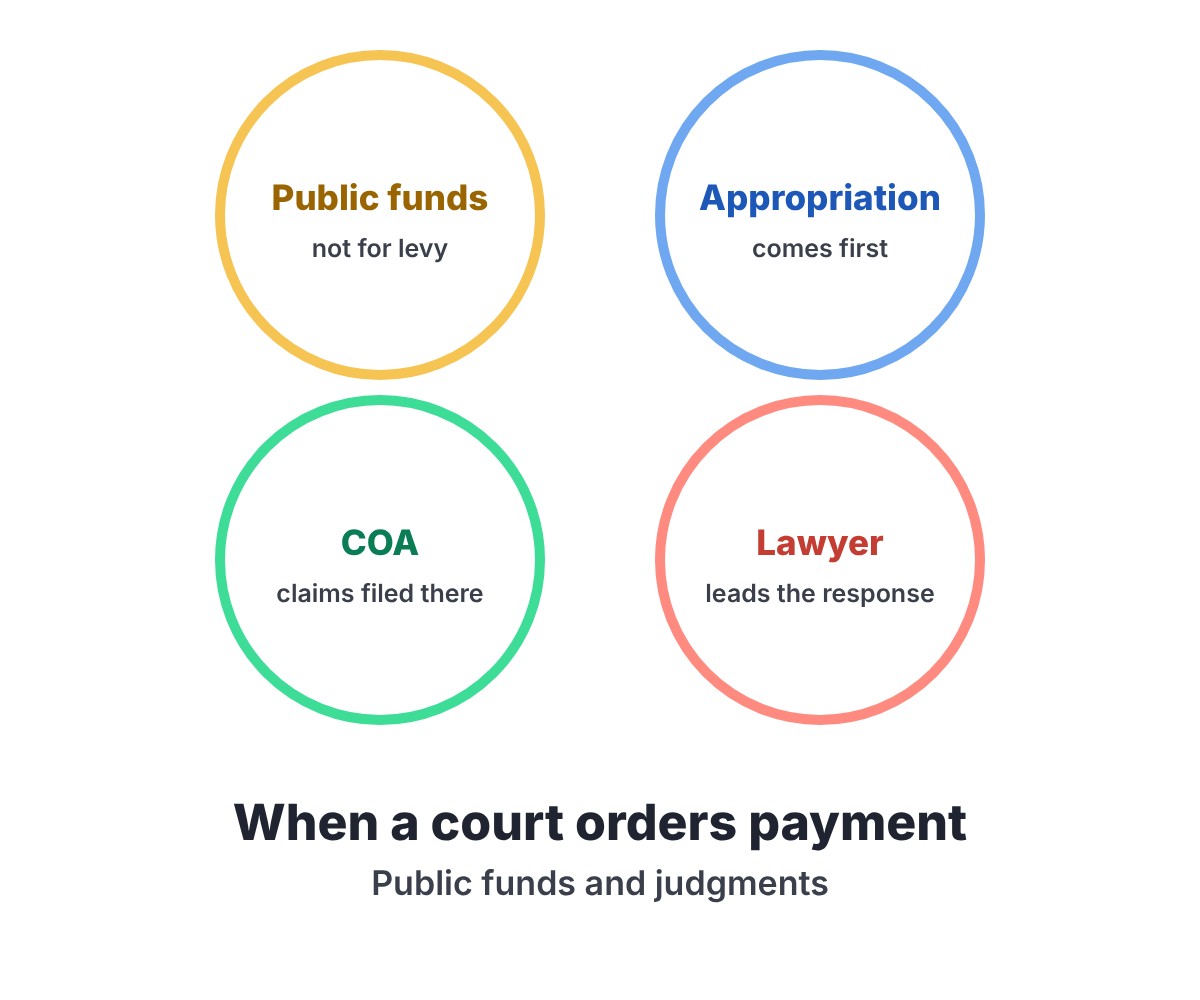 Public funds
not for levy
Appropriation
comes first
COA
claims filed there
Lawyer
leads the response
When a court orders payment
Public funds and judgments